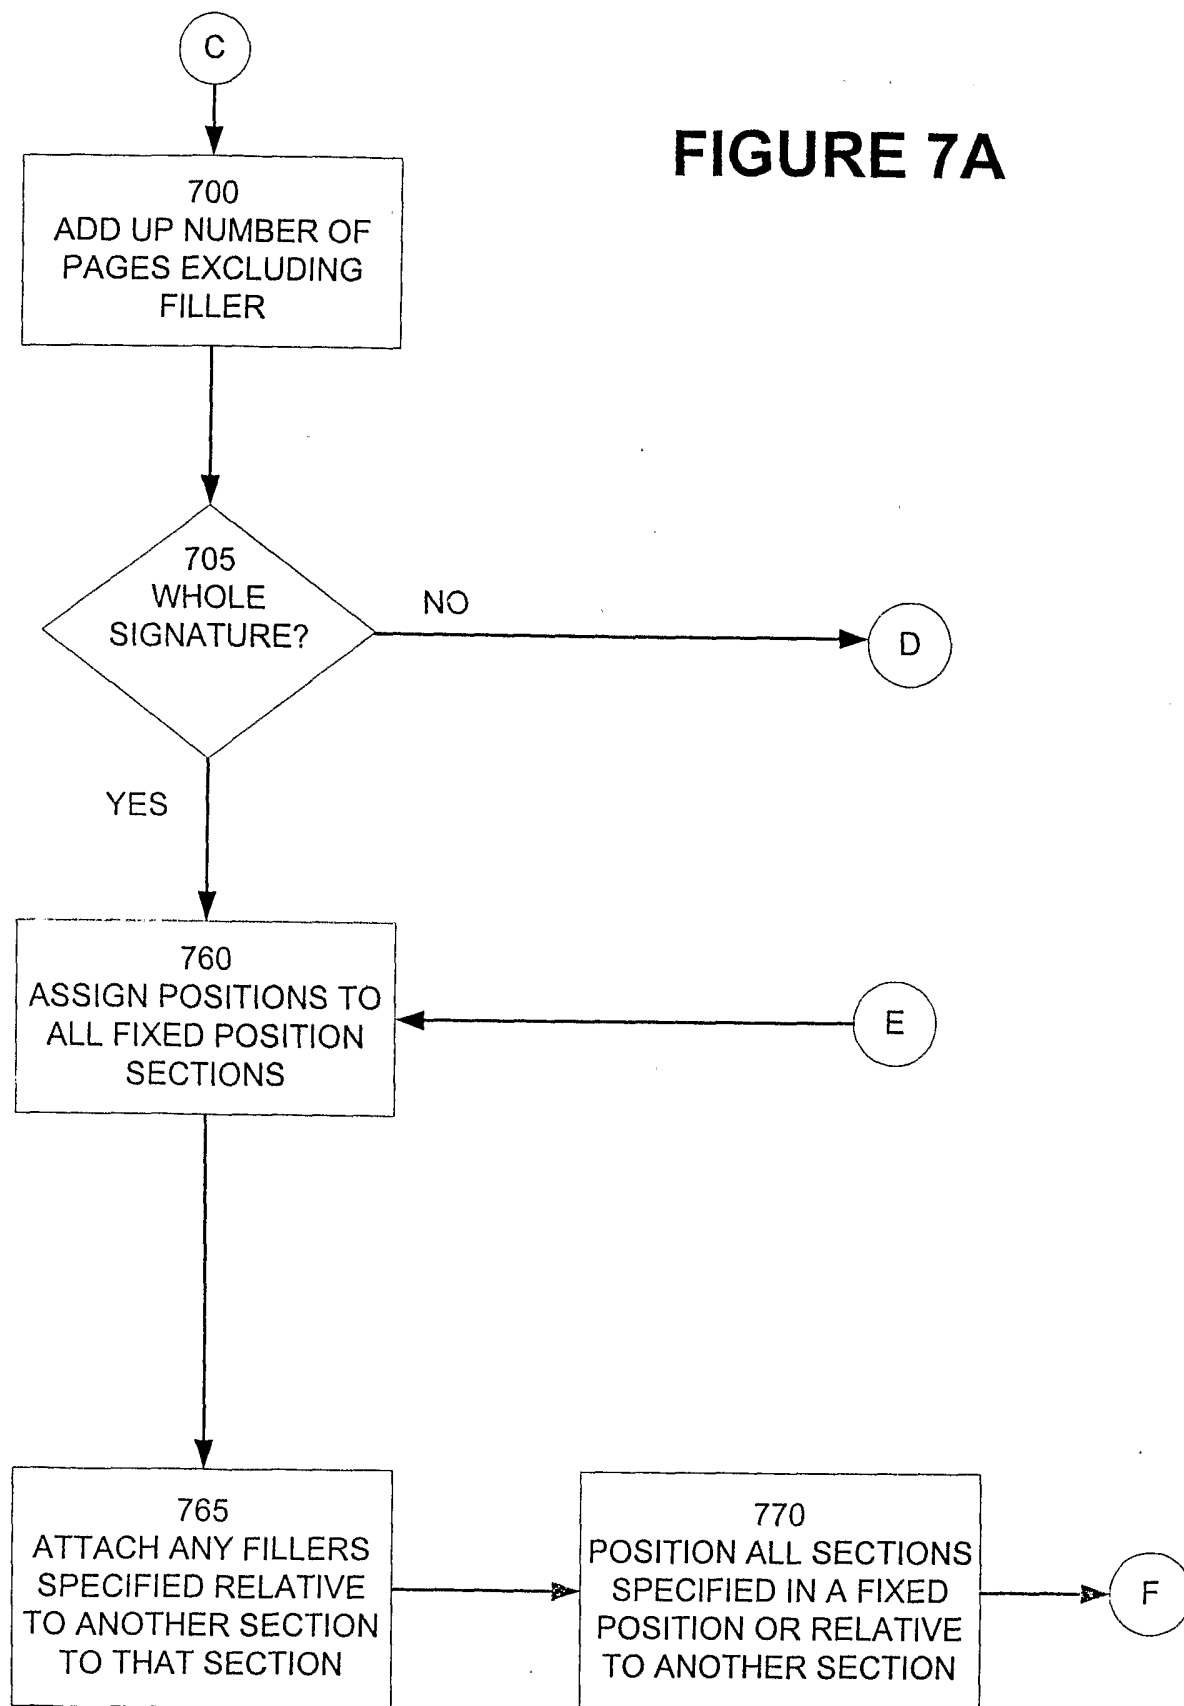 C
FIGURE 7A
700
ADD UP NUMBER OF
PAGES EXCLUDING
FILLER
705
WHOLE
SIGNATURE?
NO
D
YES
760
ASSIGN POSITIONS TO
ALL FIXED POSITION
SECTIONS
E
765
ATTACH ANY FILLERS
SPECIFIED RELATIVE
TO ANOTHER SECTION
TO THAT SECTION
770
POSITION ALL SECTIONS
SPECIFIED IN A FIXED
POSITION OR RELATIVE
TO ANOTHER SECTION
F